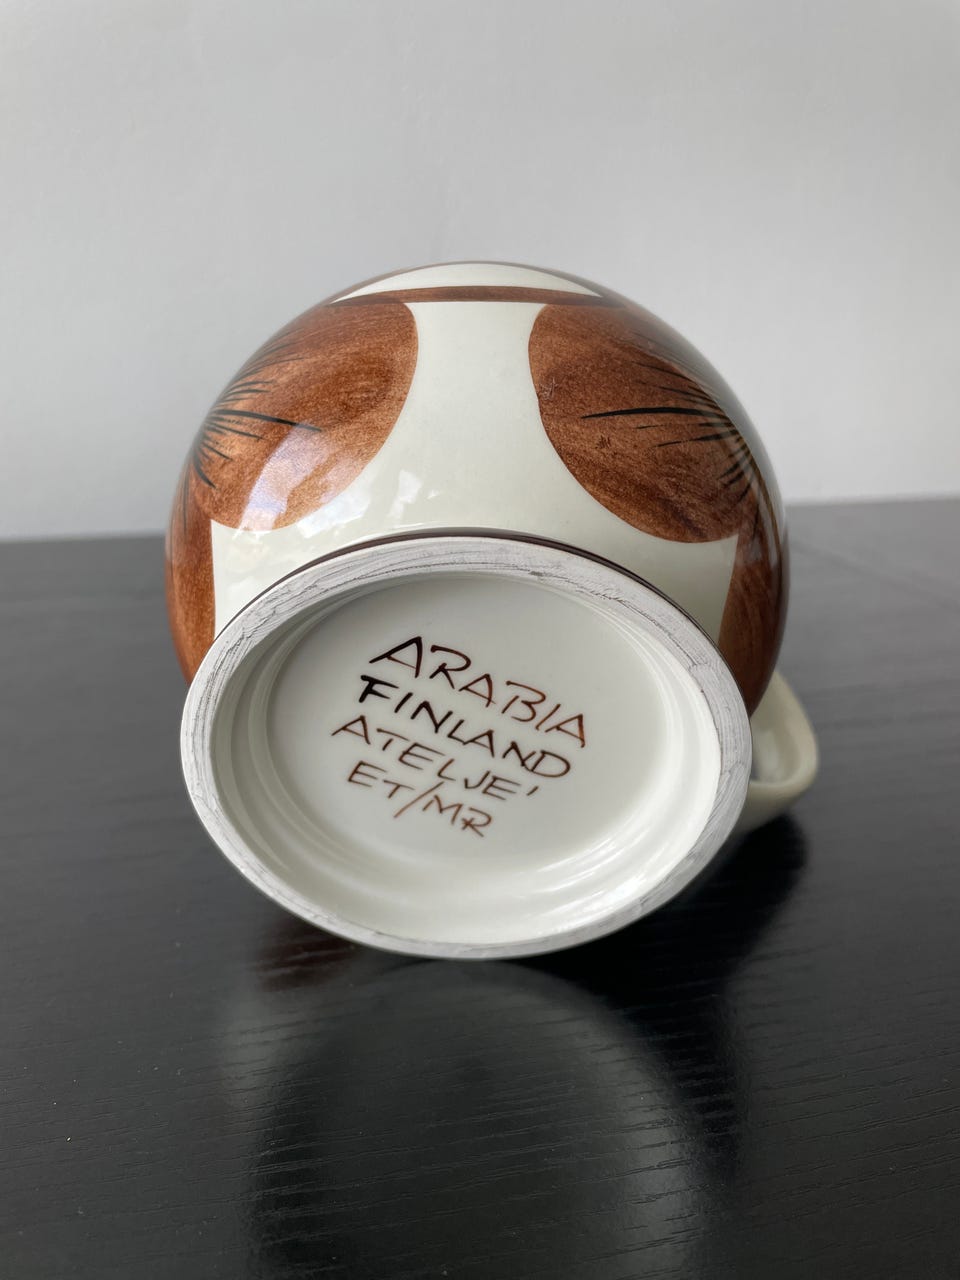 ARABIA
FINLAND
ATELJE'
ET/MR